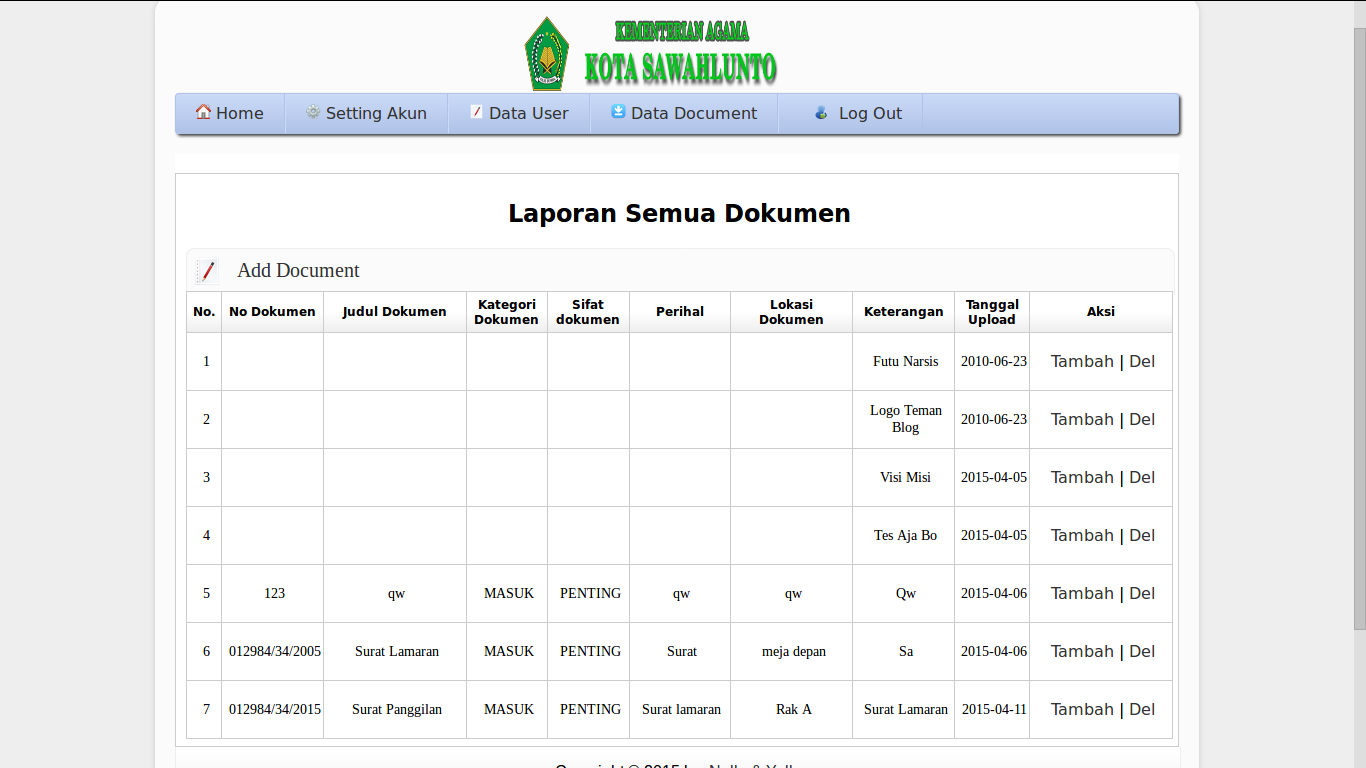 KEMENTERIAN AGAMA
KOTA SAWAHLUNTO
Home Setting Akun Data User Data Document Log Out
Laporan Semua Dokumen
Add Document
No. No Dokumen Judul Dokumen Kategori Dokumen Sifat dokumen Perihal Lokasi Dokumen Keterangan Tanggal Upload Aksi
1 Futu Narsis 2010-06-23 Tambah | Del
2 Logo Teman Blog 2010-06-23 Tambah | Del
3 Visi Misi 2015-04-05 Tambah | Del
4 Tes Aja Bo 2015-04-05 Tambah | Del
5 123 qw MASUK PENTING qw qw Qw 2015-04-06 Tambah | Del
6 012984/34/2005 Surat Lamaran MASUK PENTING Surat meja depan Sa 2015-04-06 Tambah | Del
7 012984/34/2015 Surat Panggilan MASUK PENTING Surat lamaran Rak A Surat Lamaran 2015-04-11 Tambah | Del